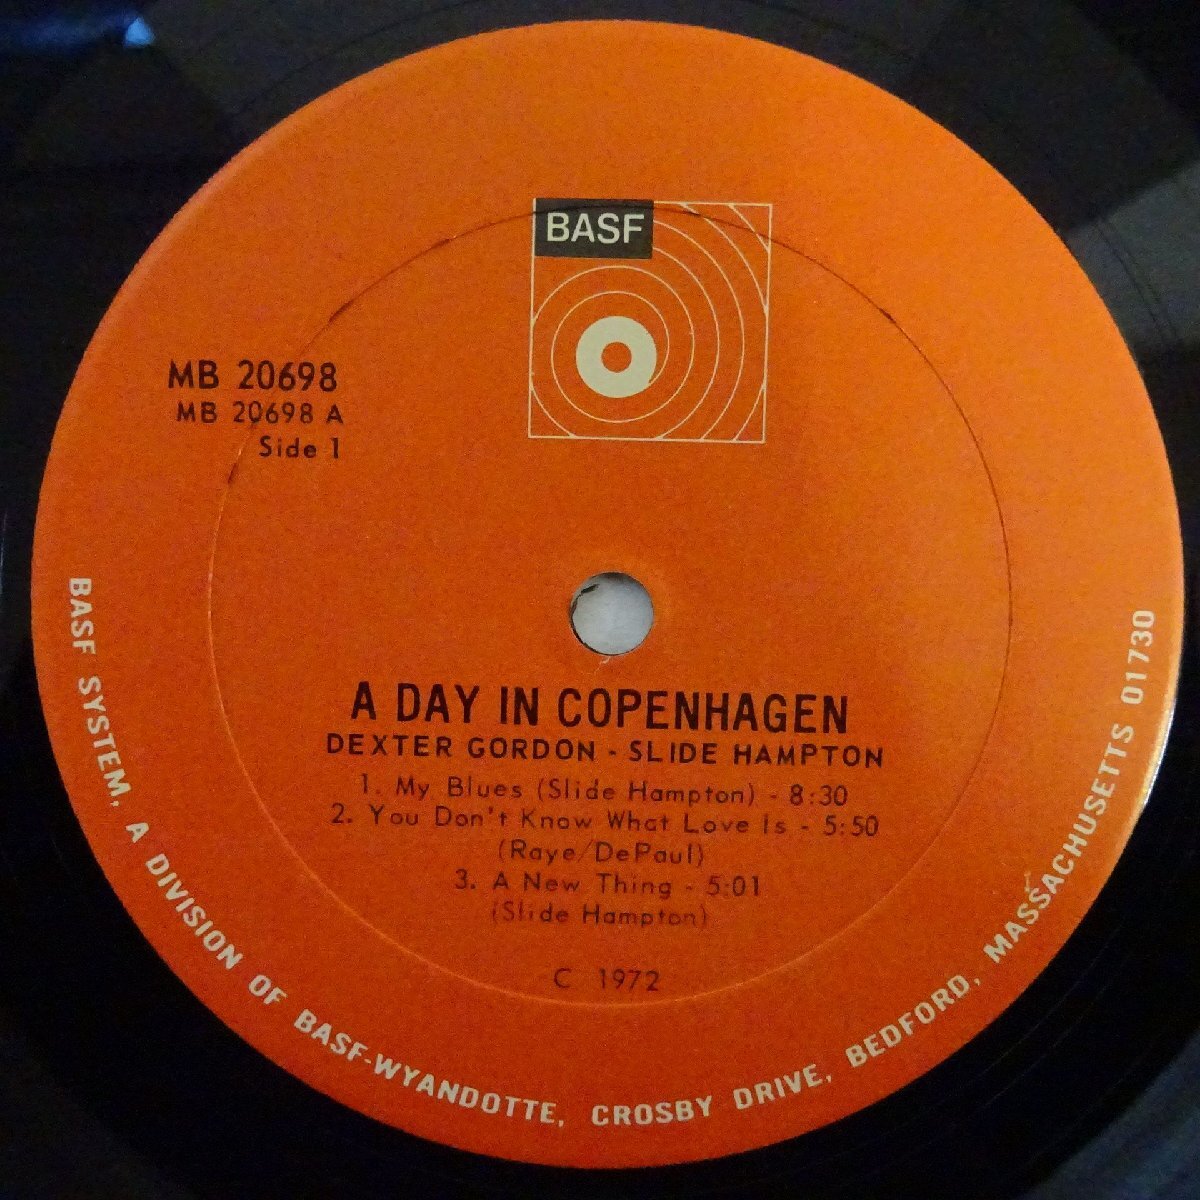 BASF
MB 20698
MB 20698 A
Side 1
A DAY IN COPENHAGEN
DEXTER GORDON - SLIDE HAMPTON
1. My Blues (Slide Hampton) - 8:30
2. You Don't Know What Love Is - 5:50
(Raye/DePaul)
3. A New Thing - 5:01
(Slide Hampton)
C 1972
BASF SYSTEM, A DIVISION OF BASF-WYANDOTTE, CROSBY DRIVE, BEDFORD, MASSACHUSETTS 01730